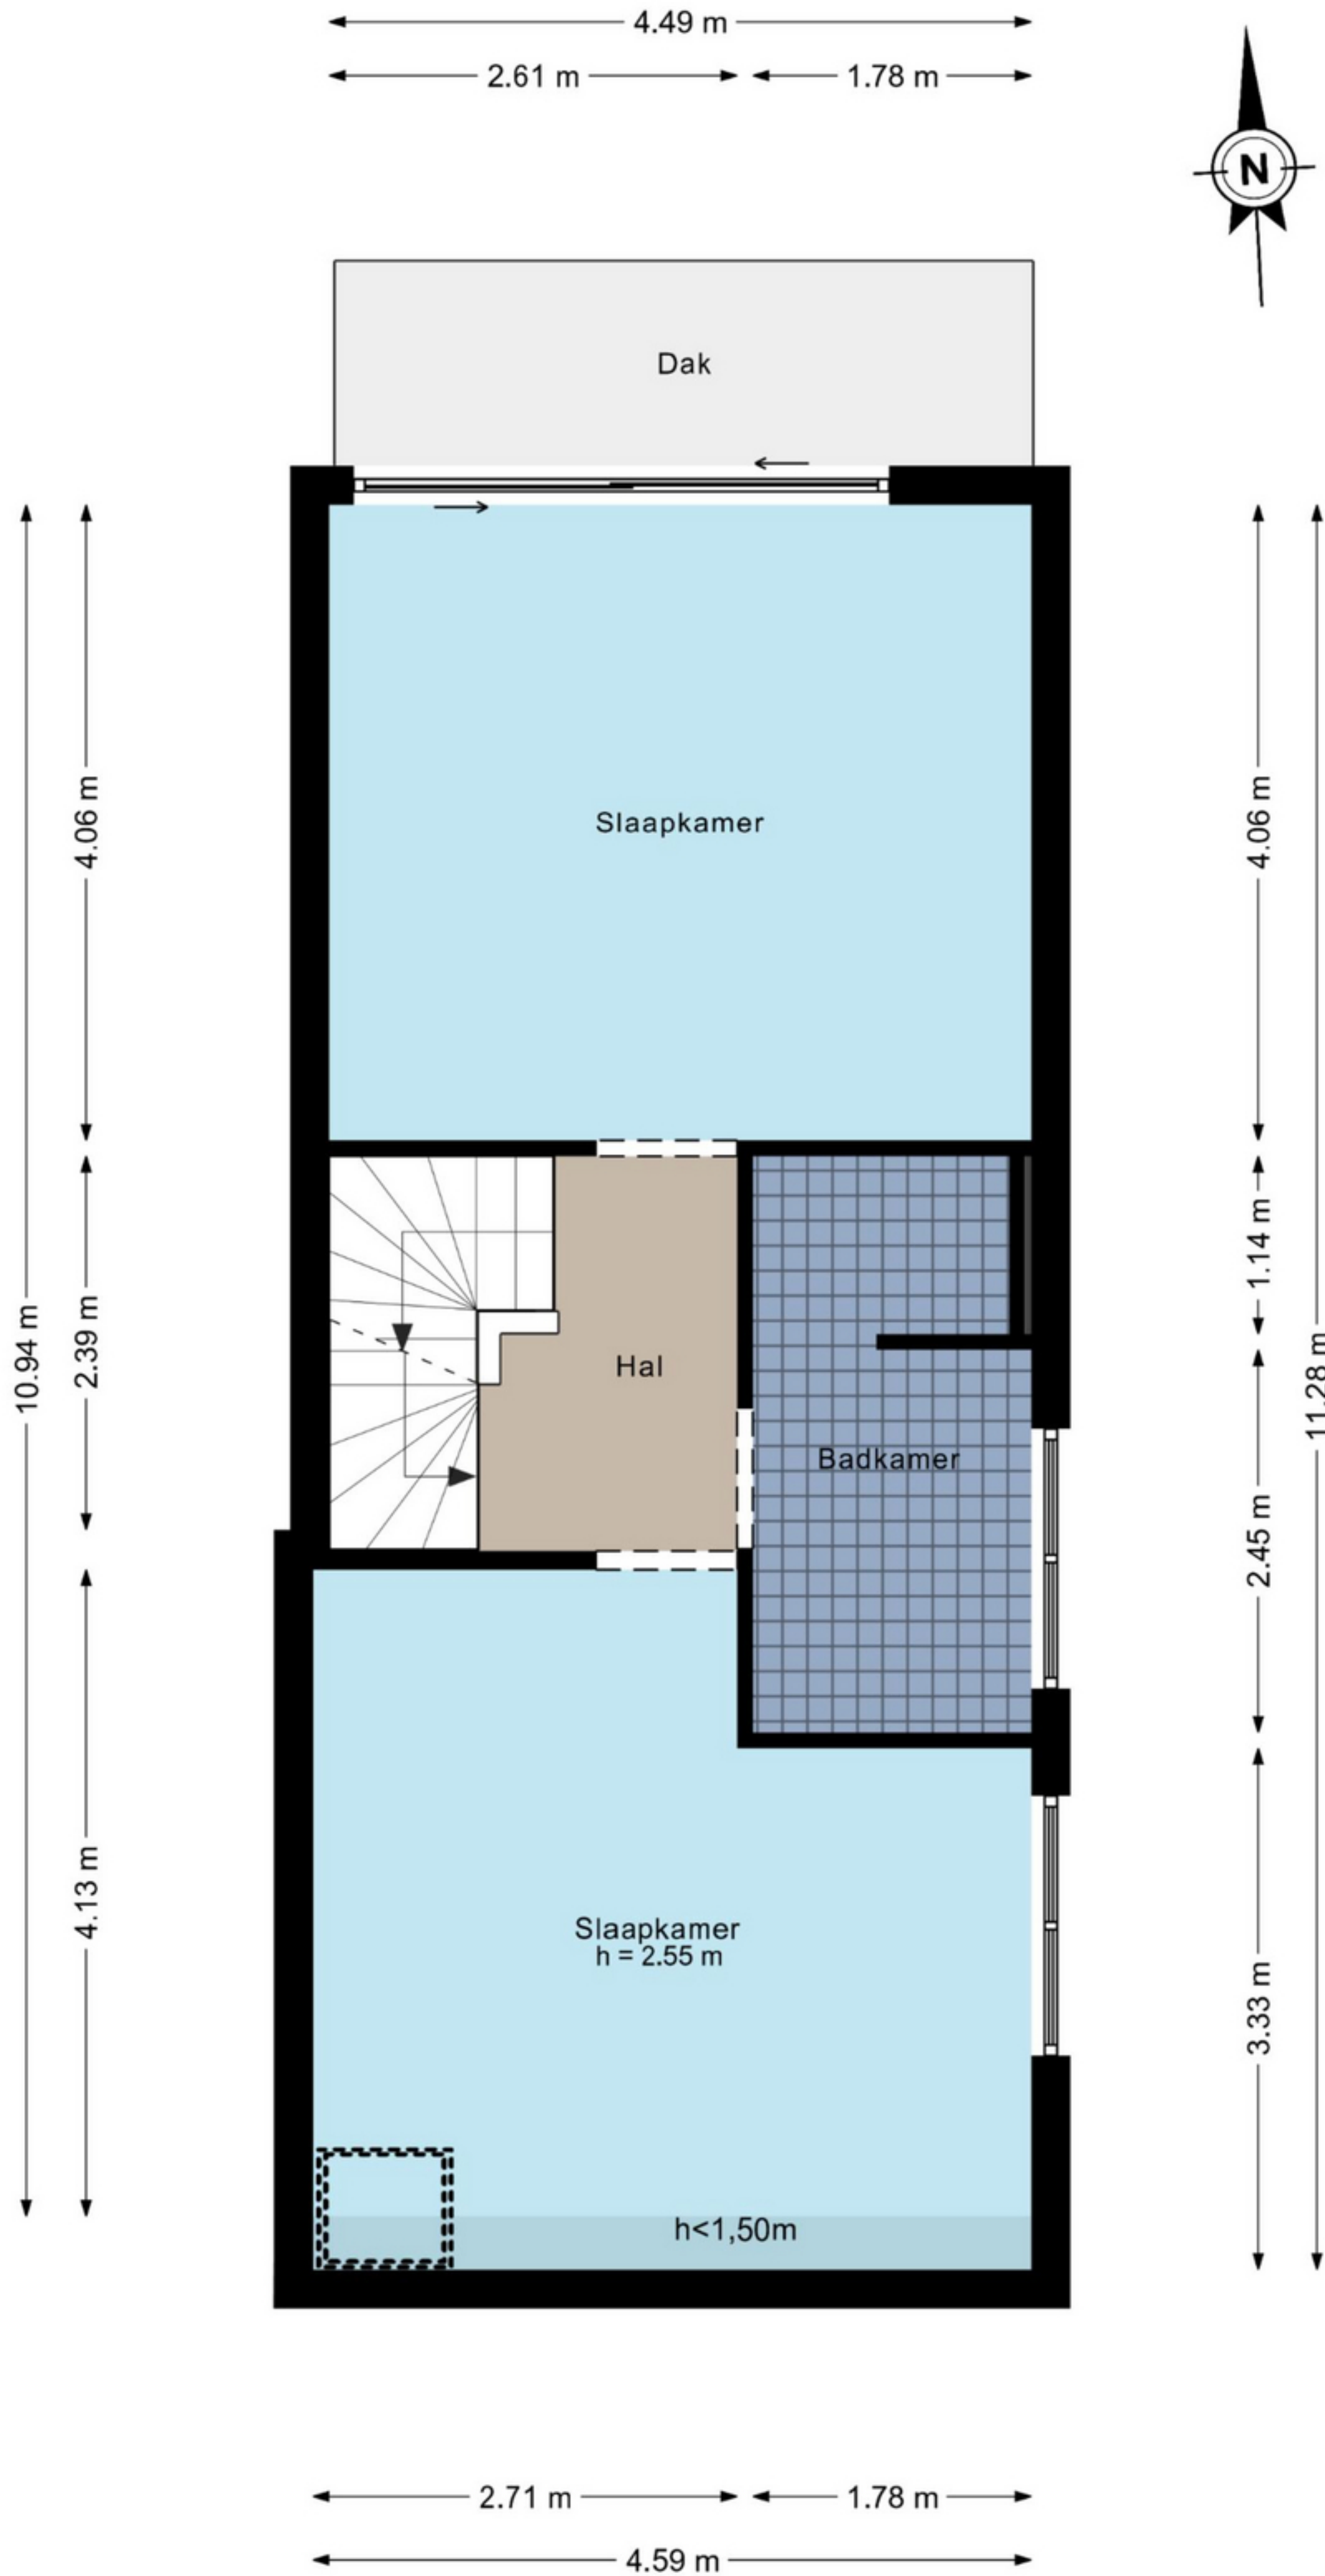 4.49 m
2.61 m
1.78 m
N
Dak
Slaapkamer
4.06 m
4.06 m
10.94 m
2.39 m
1.14 m
11.28 m
Hal
Badkamer
2.45 m
4.13 m
Slaapkamer
h = 2.55 m
3.33 m
h<1,50m
2.71 m
1.78 m
4.59 m